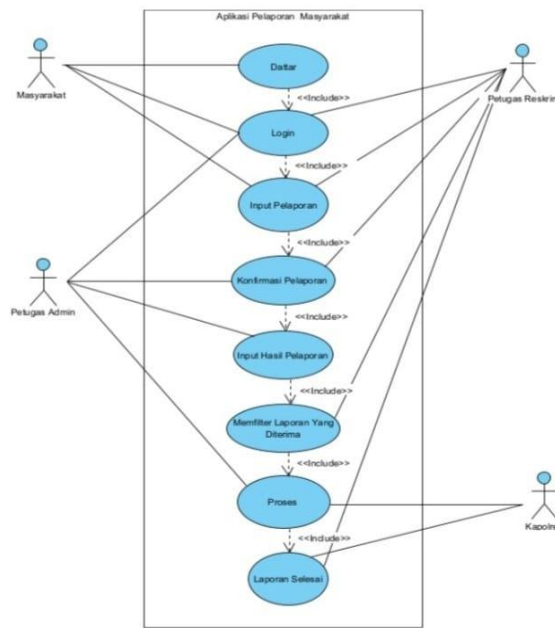 Aplikasi Pelaporan Masyarakat
Masyarakat
Petugas Reskrim
Daftar
<<Include>>
Login
<<Include>>
Input Pelaporan
<<Include>>
Petugas Admin
Konfirmasi Pelaporan
<<Include>>
Input Hasil Pelaporan
<<Include>>
Memfilter Laporan Yang
Diterima
<<Include>>
Proses
Kapolres
<<Include>>
Laporan Selesai